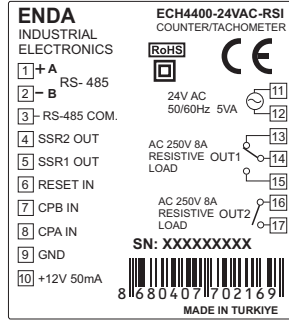 ENDA
INDUSTRIAL
ELECTRONICS
1 + A
RS- 485
2 - B
3 RS-485 COM.
4 SSR2 OUT
5 SSR1 OUT
6 RESET IN
7 CPB IN
8 CPA IN
9 GND
10 +12V 50mA
ECH4400-24VAC-RSI
COUNTER/TACHOMETER
RoHS
CE
24V AC
50/60Hz 5VA
11
12
AC 250V 8A
RESISTIVE OUT1
LOAD
13
14
15
AC 250V 8A
RESISTIVE OUT2
LOAD
16
17
SN: XXXXXXXXX
8 680407 702169
MADE IN TURKIYE